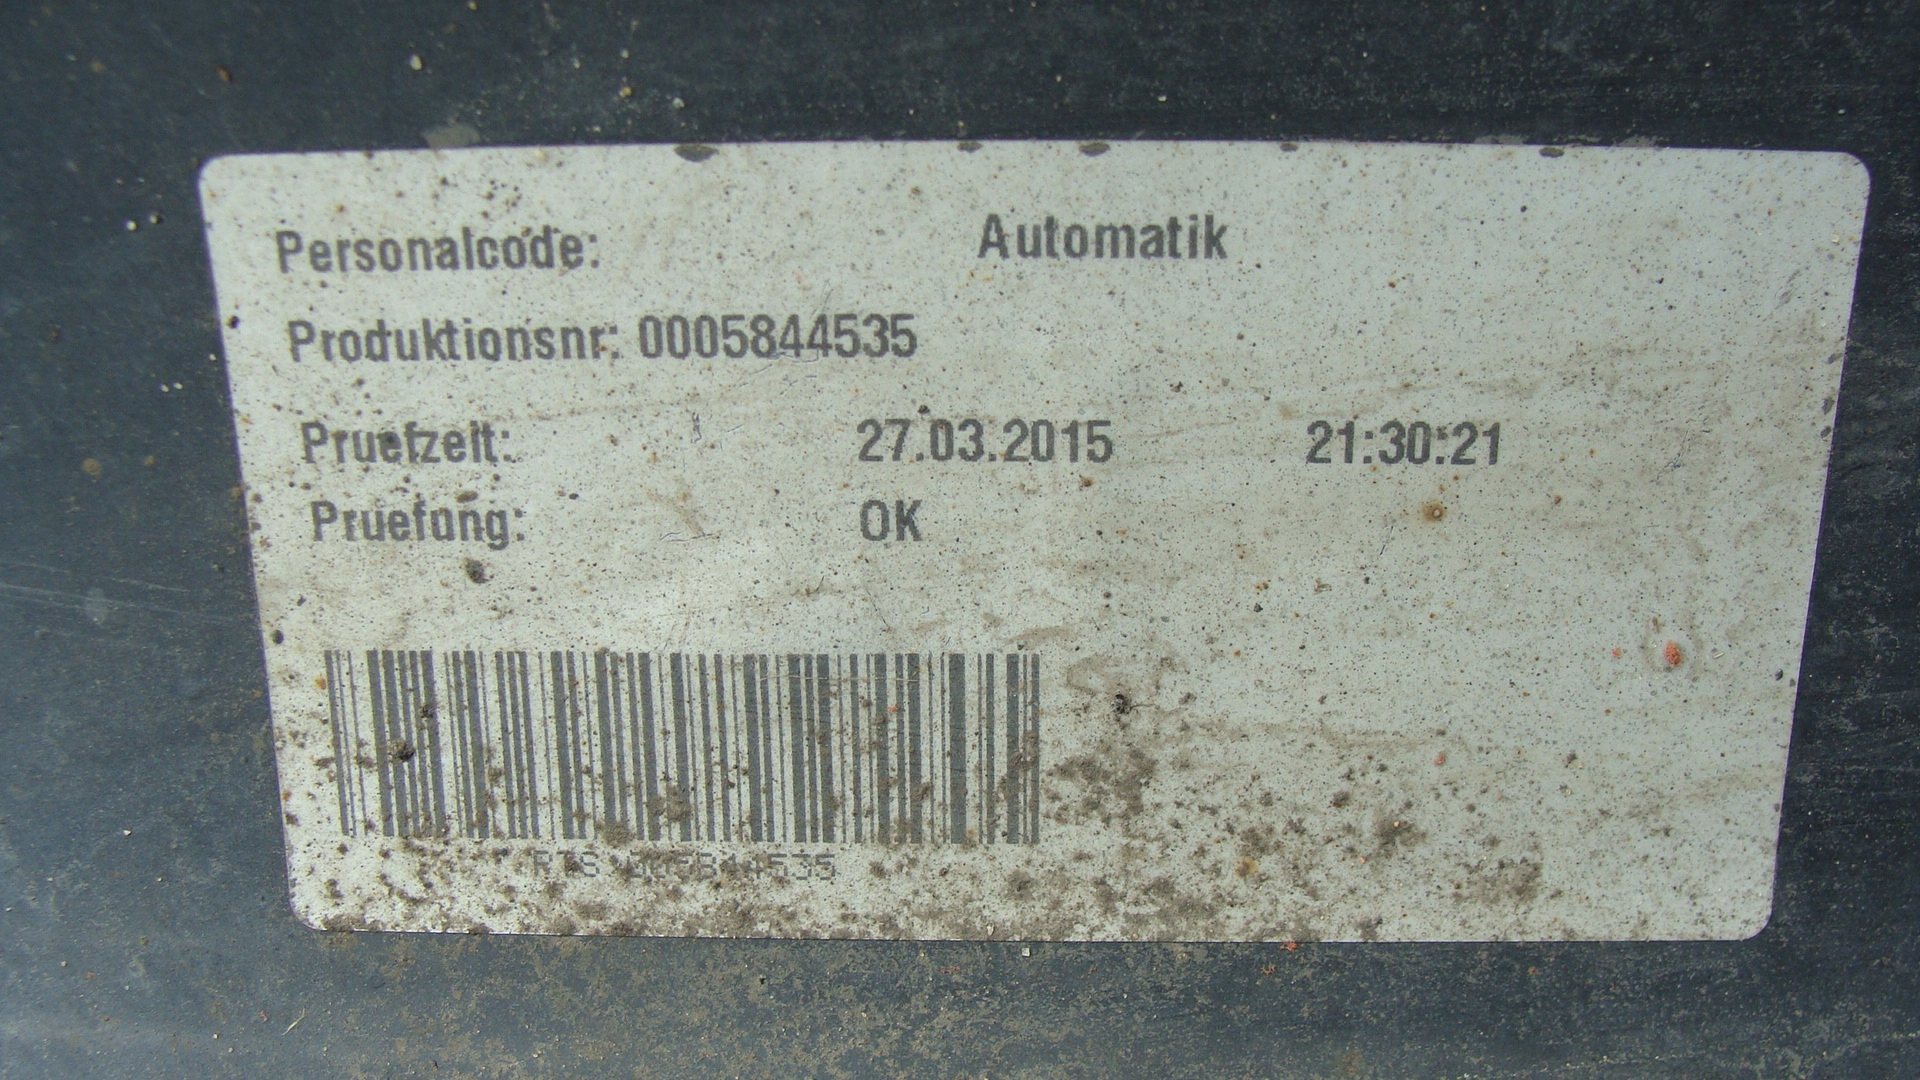 Personalcode: Automatik
Produktionsnr: 0005844535
Pruefzeit: 27.03.2015 21:30:21
Pruefung: OK